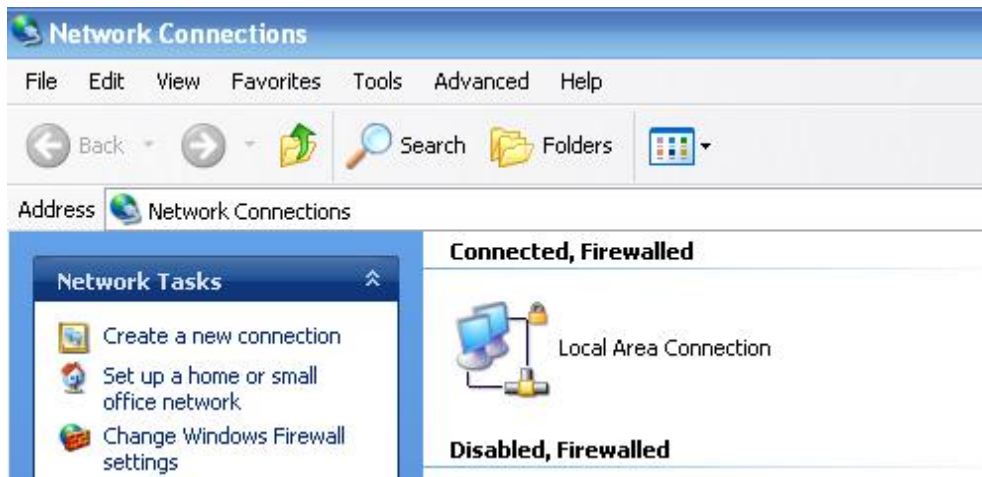 Network Connections
File Edit View Favorites Tools Advanced Help
Back Search Folders
Address Network Connections
Network Tasks
Create a new connection
Set up a home or small
office network
Change Windows Firewall
settings
Connected, Firewalled
Local Area Connection
Disabled, Firewalled